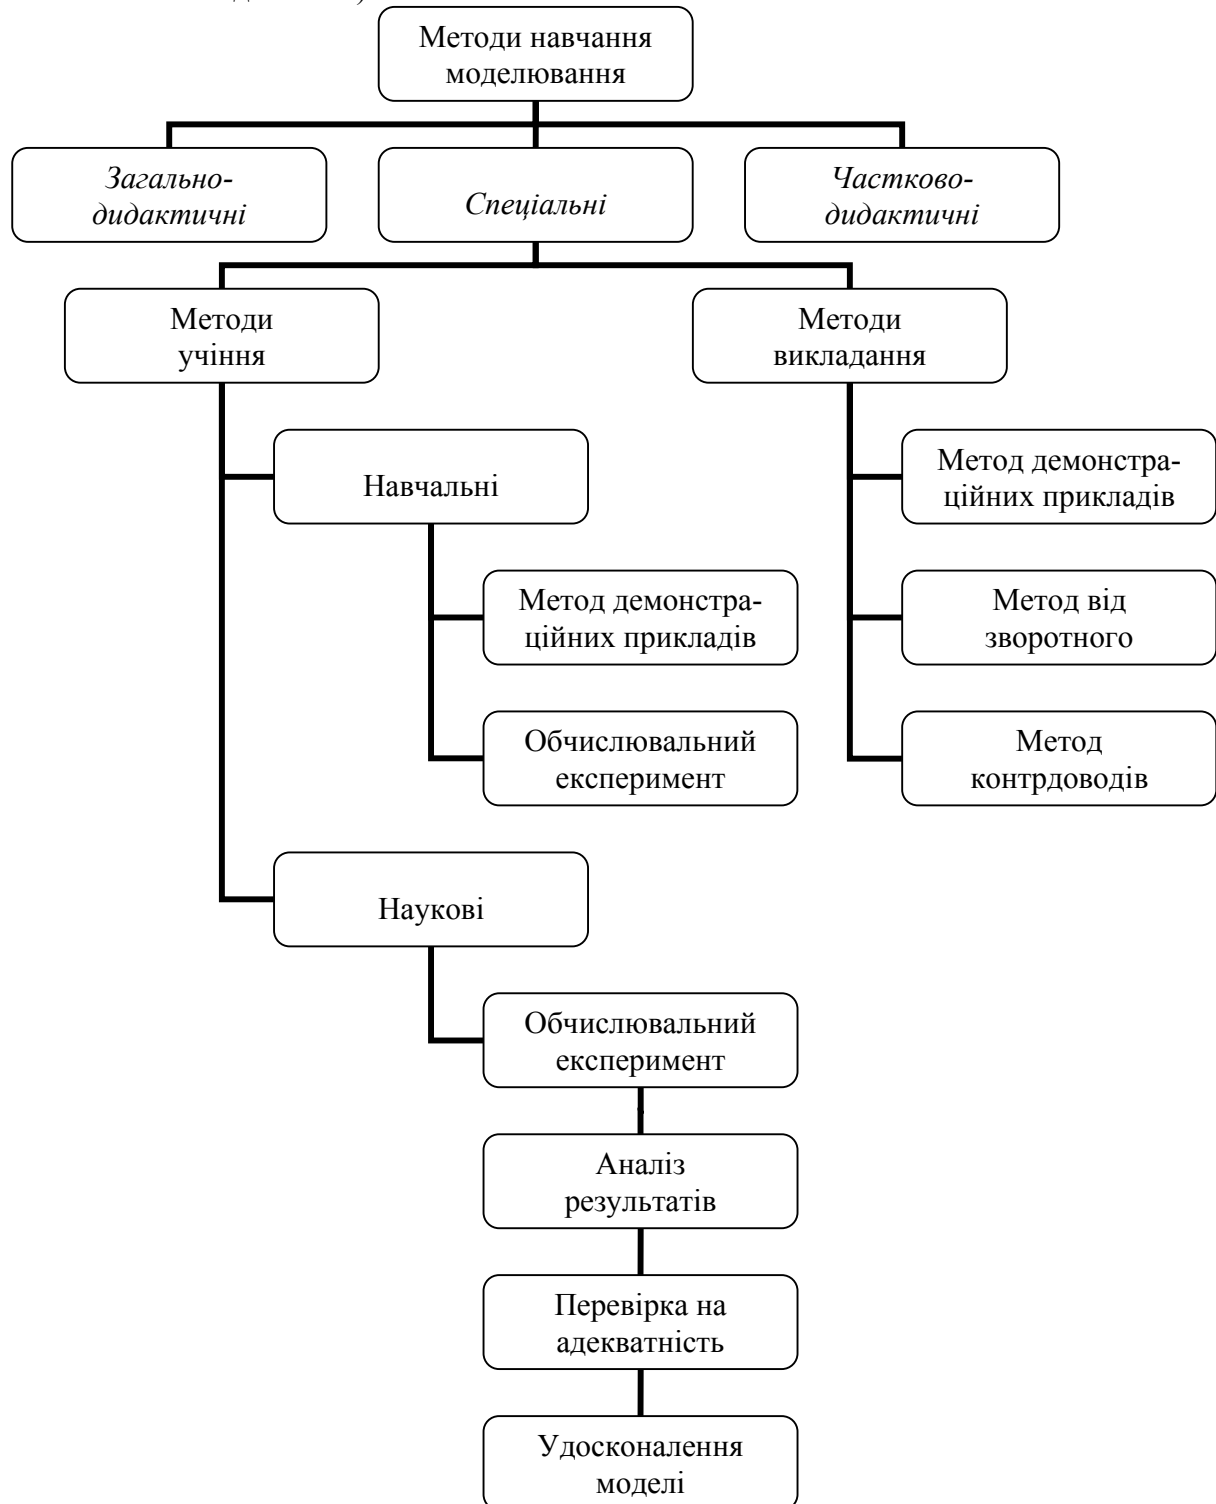 Методи навчання
моделювання
Загально-
дидактичні
Спеціальні
Частково-
дидактичні
Методи
учіння
Методи
викладання
Навчальні
Метод демонстра-
ційних прикладів
Метод демонстра-
ційних прикладів
Метод від
зворотного
Обчислювальний
експеримент
Метод
контрдоводів
Наукові
Обчислювальний
експеримент
Аналіз
результатів
Перевірка на
адекватність
Удосконалення
моделі